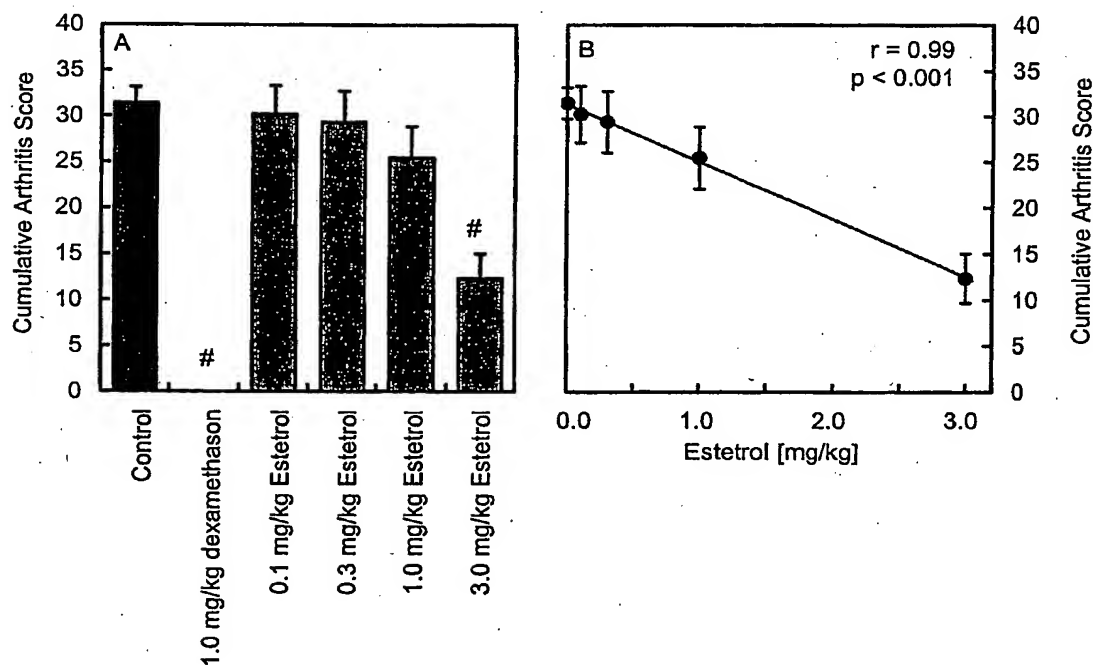 A
Cumulative Arthritis Score
40
35
30
25
20
15
10
5
0
#
#
Control
1.0 mg/kg dexamethason
0.1 mg/kg Estetrol
0.3 mg/kg Estetrol
1.0 mg/kg Estetrol
3.0 mg/kg Estetrol
B
r = 0.99
p < 0.001
40
35
30
25
20
15
10
5
0
Cumulative Arthritis Score
0.0 1.0 2.0 3.0
Estetrol [mg/kg]